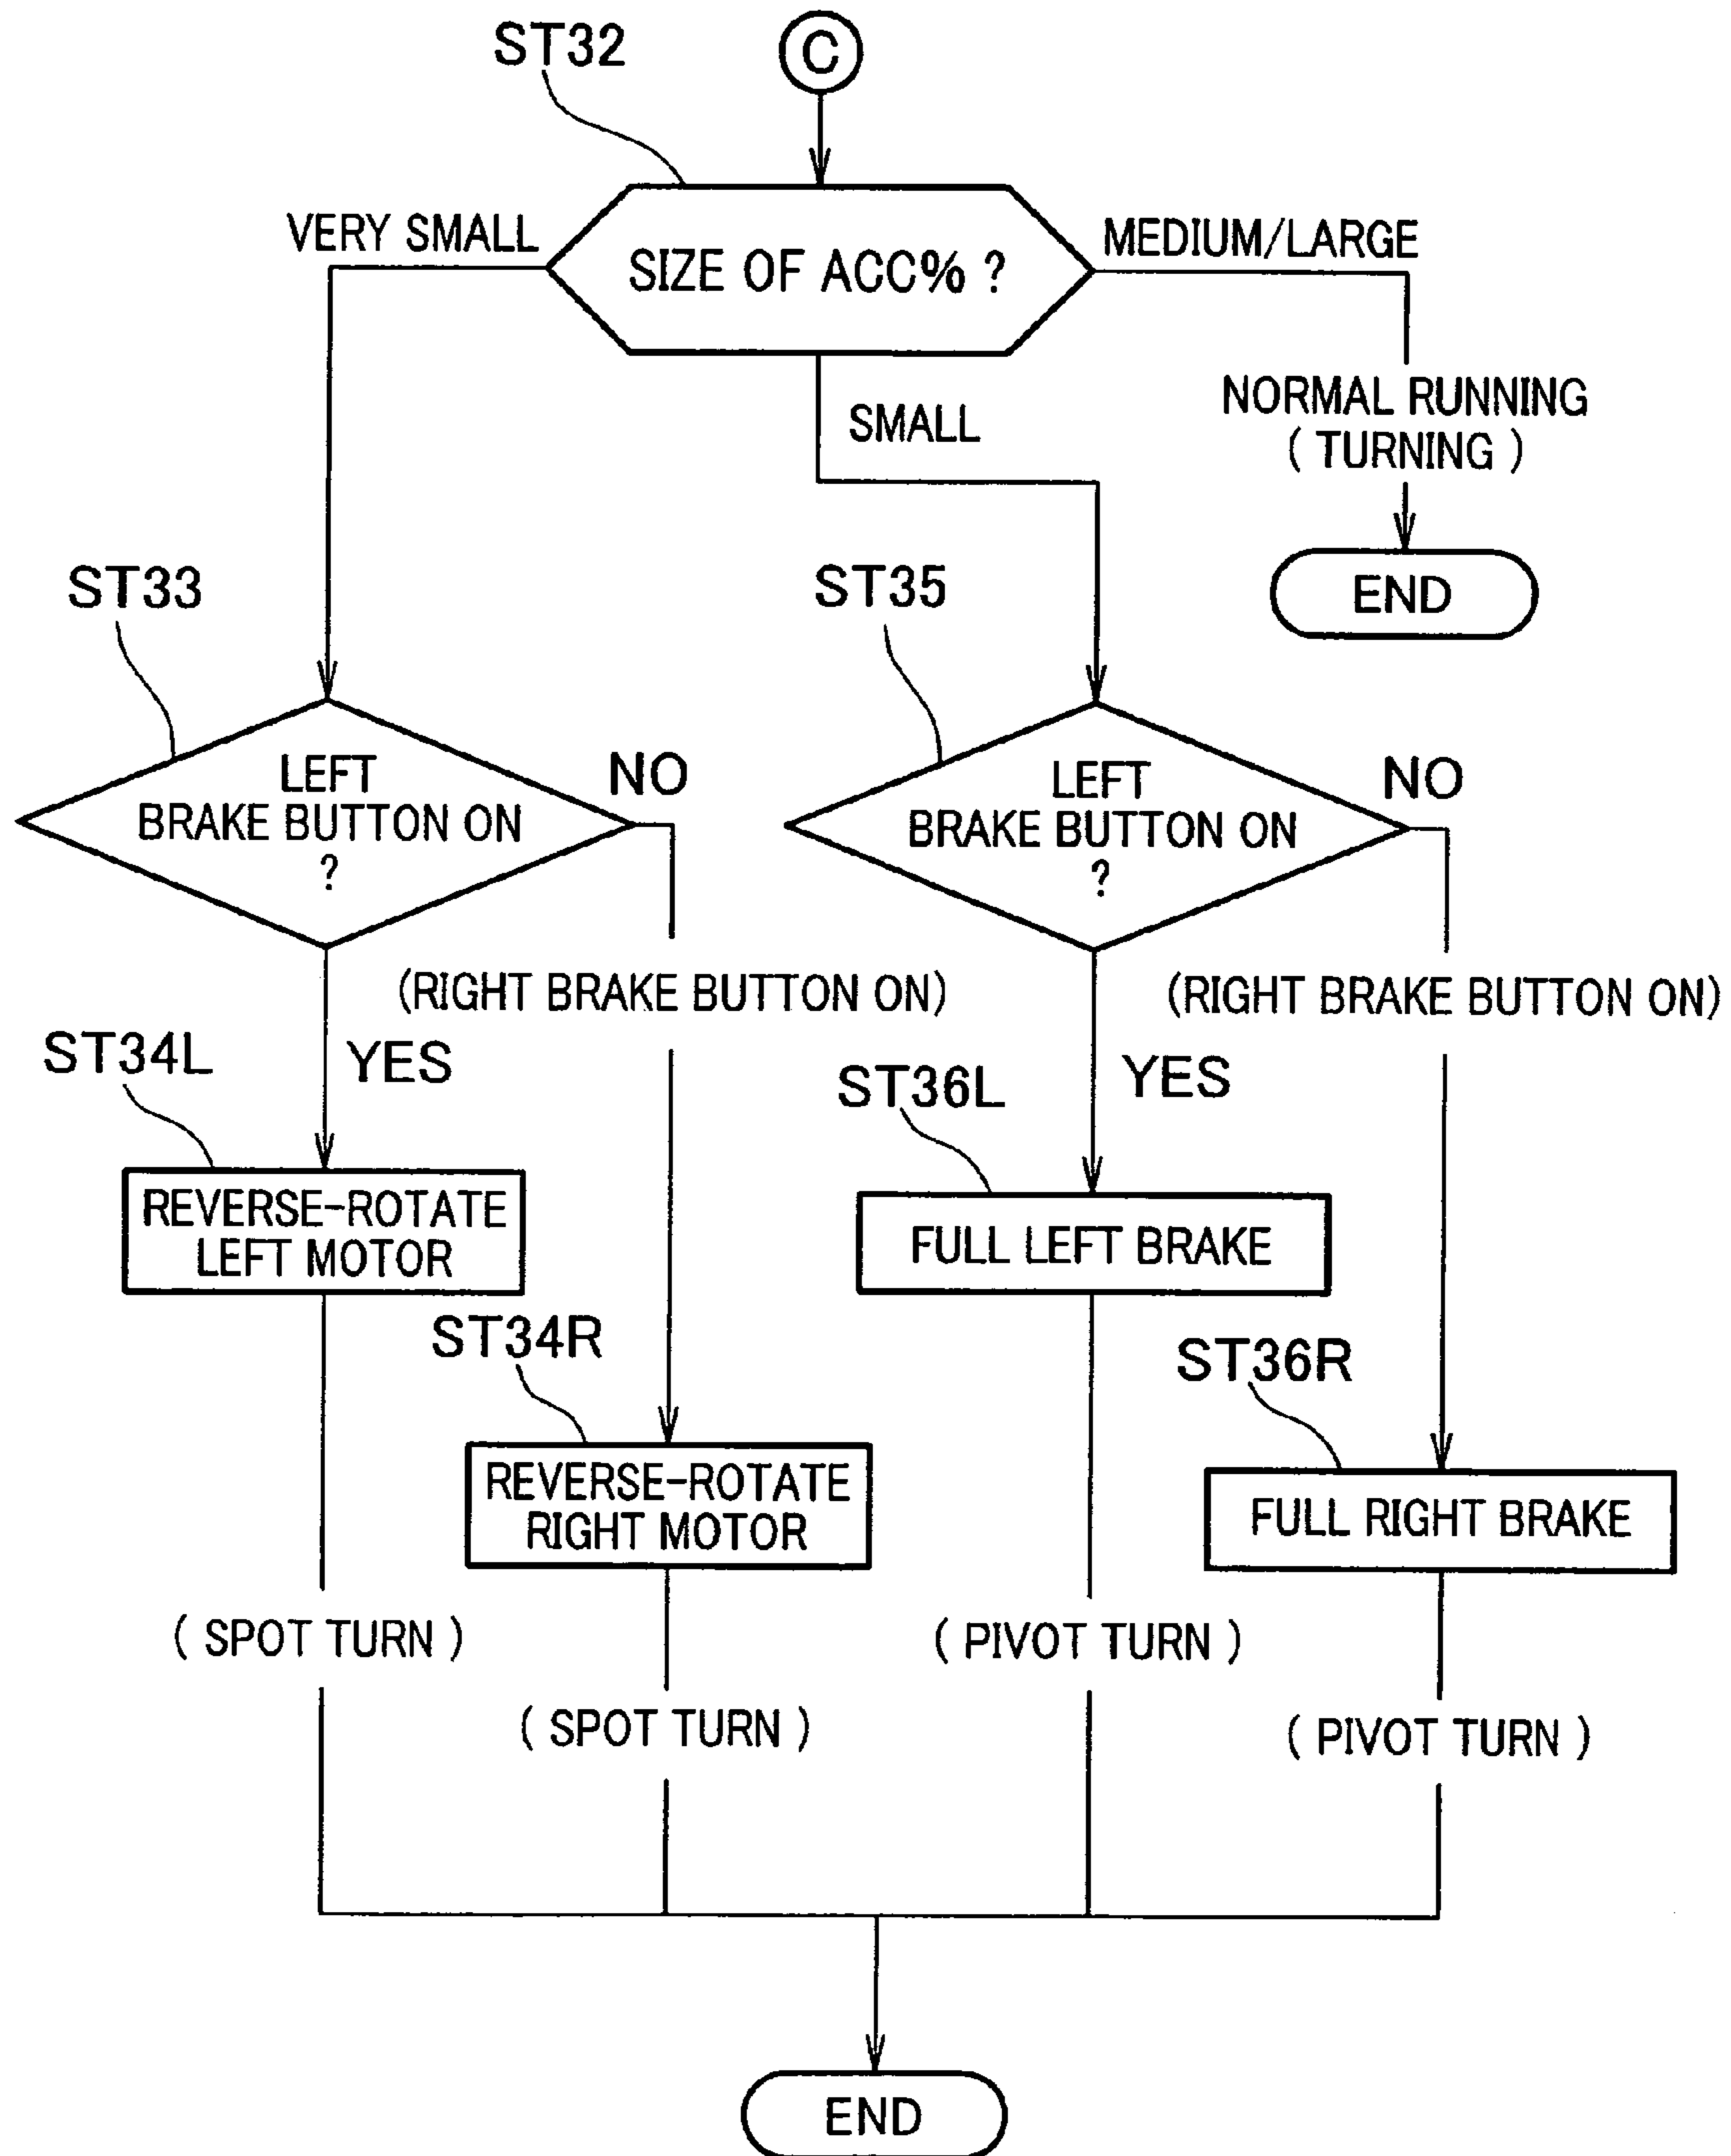 ST32
C
VERY SMALL
SIZE OF ACC% ?
MEDIUM/LARGE
SMALL
NORMAL RUNNING
( TURNING )
END
ST33
LEFT
BRAKE BUTTON ON
?
NO
ST35
LEFT
BRAKE BUTTON ON
?
NO
(RIGHT BRAKE BUTTON ON)
(RIGHT BRAKE BUTTON ON)
ST34L
YES
ST36L
YES
REVERSE-ROTATE
LEFT MOTOR
FULL LEFT BRAKE
ST34R
ST36R
REVERSE-ROTATE
RIGHT MOTOR
FULL RIGHT BRAKE
( SPOT TURN )
( PIVOT TURN )
( SPOT TURN )
( PIVOT TURN )
END